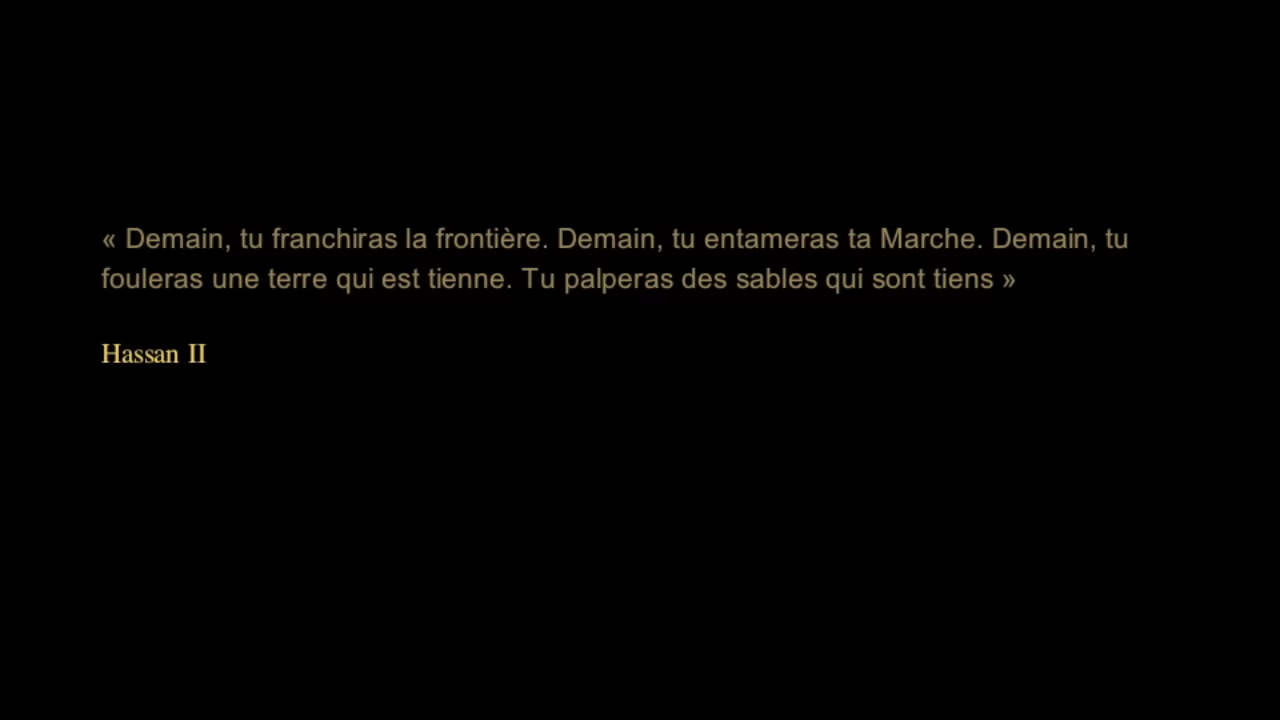 « Demain, tu franchiras la frontière. Demain, tu entameras ta Marche. Demain, tu
fouleras une terre qui est tienne. Tu palperas des sables qui sont tiens »
Hassan II